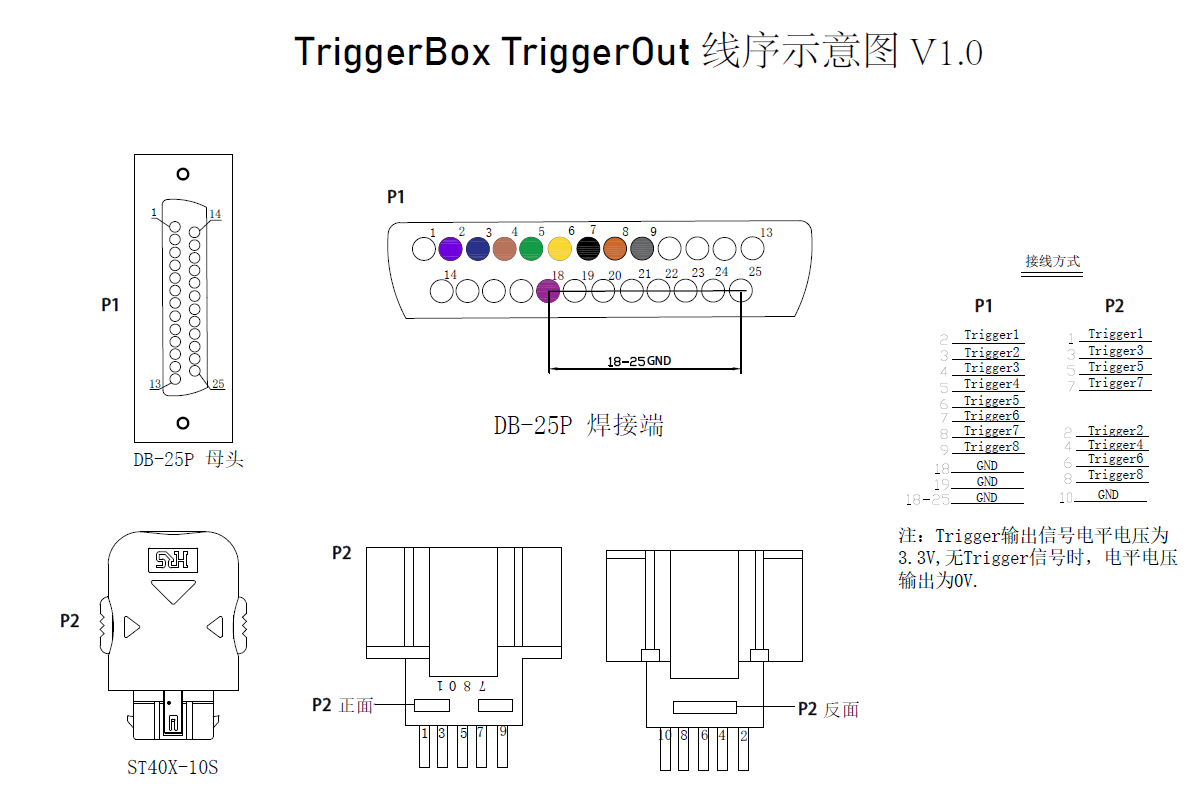 TriggerBox TriggerOut 线序示意图 V1.0
P1
1
14
13
25
DB-25P 母头
P1
1 2 3 4 5 6 7 8 9 13
14 18 19 20 21 22 23 24 25
18-25GND
DB-25P 焊接端
接线方式
P1 P2
2 Trigger1
3 Trigger2
4 Trigger3
5 Trigger4
6 Trigger5
7 Trigger6
8 Trigger7
9 Trigger8
18 GND
19 GND
18-25 GND
1 Trigger1
3 Trigger3
5 Trigger5
7 Trigger7
2 Trigger2
4 Trigger4
6 Trigger6
8 Trigger8
10 GND
注: Trigger输出信号电平电压为
3.3V,无Trigger信号时, 电平电压
输出为0V.
P2
HRS
A
ST40X-10S
P2
7801
P2 正面
1 3 5 7 9
P2 反面
10 8 6 4 2